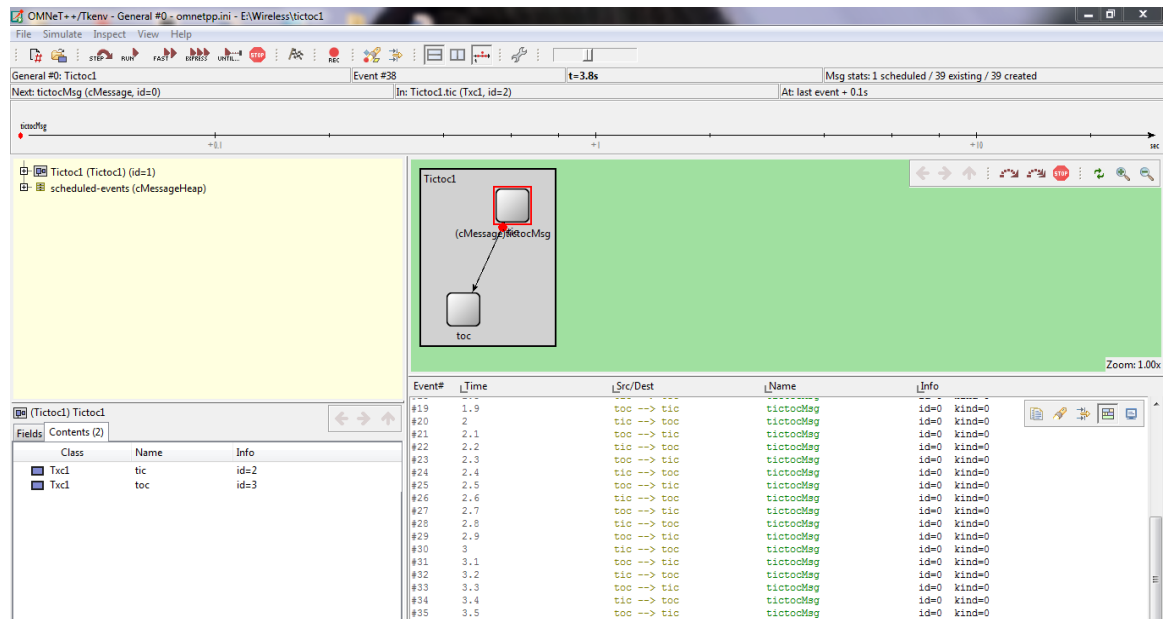 OMNeT++/Tkenv - General #0 - omnetpp.ini - E:\Wireless\tictoc1
File Simulate Inspect View Help
STEP RUN FAST EXPRESS UNTIL... STOP REC
General #0: Tictoc1 Event #38 t=3.8s Msg stats: 1 scheduled / 39 existing / 39 created
Next: tictocMsg (cMessage, id=0) In: Tictoc1.tic (Txc1, id=2) At: last event + 0.1s
tictocMsg
+0.1 +1 +10 sec
Tictoc1 (Tictoc1) (id=1)
scheduled-events (cMessageHeap)
Tictoc1
STOP
(cMessage)tictocMsg
toc
Zoom: 1.00x
(Tictoc1) Tictoc1
Fields Contents (2)
Class Name Info
Txc1 tic id=2
Txc1 toc id=3
Event# Time Src/Dest Name Info
#19 1.9 toc --> tic tictocMsg id=0 kind=0
#20 2 tic --> toc tictocMsg id=0 kind=0
#21 2.1 toc --> tic tictocMsg id=0 kind=0
#22 2.2 tic --> toc tictocMsg id=0 kind=0
#23 2.3 toc --> tic tictocMsg id=0 kind=0
#24 2.4 tic --> toc tictocMsg id=0 kind=0
#25 2.5 toc --> tic tictocMsg id=0 kind=0
#26 2.6 tic --> toc tictocMsg id=0 kind=0
#27 2.7 toc --> tic tictocMsg id=0 kind=0
#28 2.8 tic --> toc tictocMsg id=0 kind=0
#29 2.9 toc --> tic tictocMsg id=0 kind=0
#30 3 tic --> toc tictocMsg id=0 kind=0
#31 3.1 toc --> tic tictocMsg id=0 kind=0
#32 3.2 tic --> toc tictocMsg id=0 kind=0
#33 3.3 toc --> tic tictocMsg id=0 kind=0
#34 3.4 tic --> toc tictocMsg id=0 kind=0
#35 3.5 toc --> tic tictocMsg id=0 kind=0